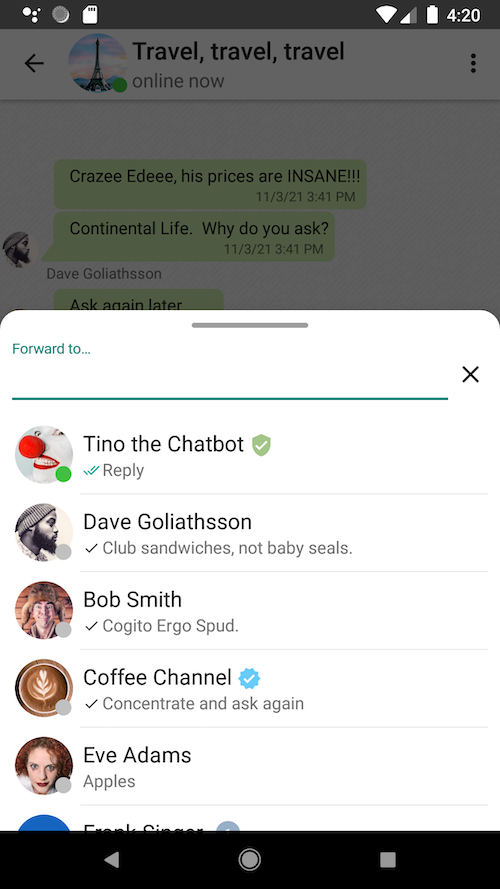 4:20
Travel, travel, travel
online now
Crazee Edeee, his prices are INSANE!!!
11/3/21 3:41 PM
Continental Life.  Why do you ask?
11/3/21 3:41 PM
Dave Goliathsson
Ask again later
Forward to…
Tino the Chatbot
Reply
Dave Goliathsson
Club sandwiches, not baby seals.
Bob Smith
Cogito Ergo Spud.
Coffee Channel
Concentrate and ask again
Eve Adams
Apples
Frank Singer